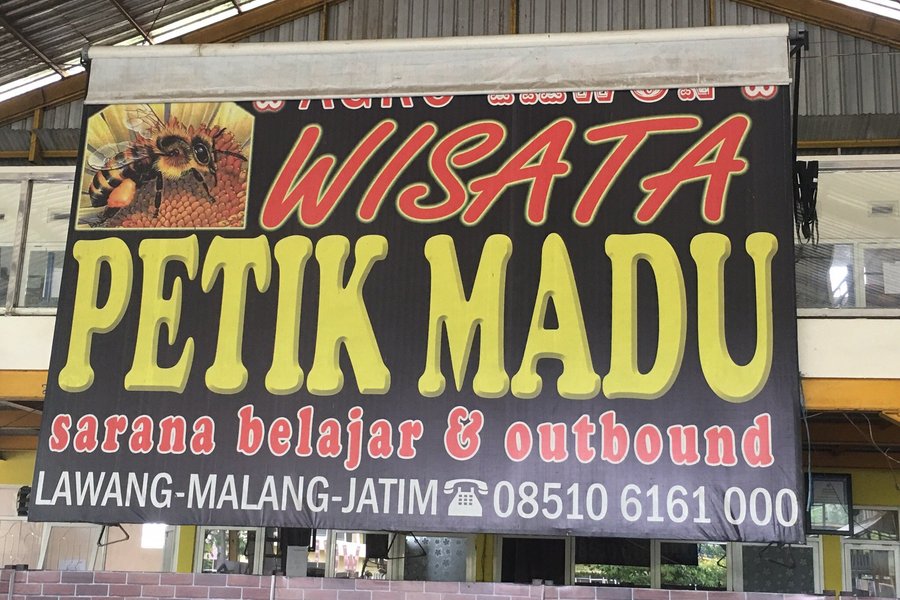 WISATA
PETIK MADU
sarana belajar & outbound
LAWANG-MALANG-JATIM ☎ 08510 6161 000